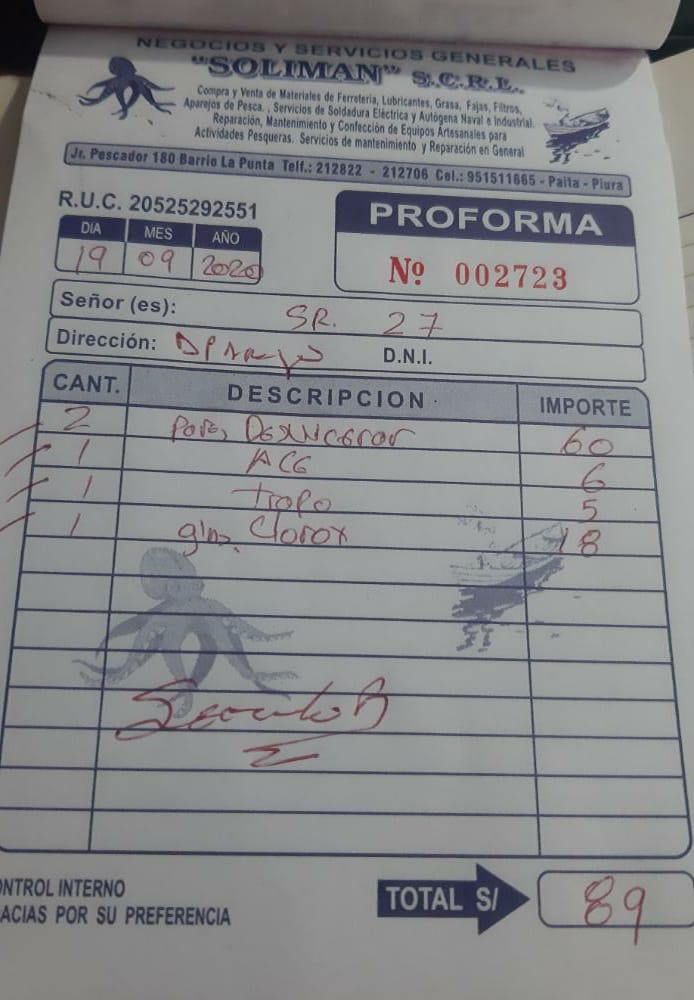 NEGOCIOS Y SERVICIOS GENERALES
"SOLIMAN" S.C.R.L.
Compra y Venta de Materiales de Ferreteria, Lubricantes, Grasa, Fajas, Filtros,
Aparejos de Pesca. , Servicios de Soldadura Eléctrica y Autógena Naval e Industrial.
Reparación, Mantenimiento y Confección de Equipos Artesanales para
Actividades Pesqueras. Servicios de mantenimiento y Reparación en General
Jr. Pescador 180 Barrio La Punta Telf.: 212822 - 212706 Cel.: 951511665 - Paita - Piura
R.U.C. 20525292551
PROFORMA
DIA MES AÑO
19 09 2020
Nº 002723
Señor (es): SR. 27
Dirección: D.N.I.
CANT. DESCRIPCION IMPORTE
2 60
1 ACE 6
1 Trapo 5
1 gln. Clorox 18
ONTROL INTERNO
ACIAS POR SU PREFERENCIA
TOTAL S/ 89